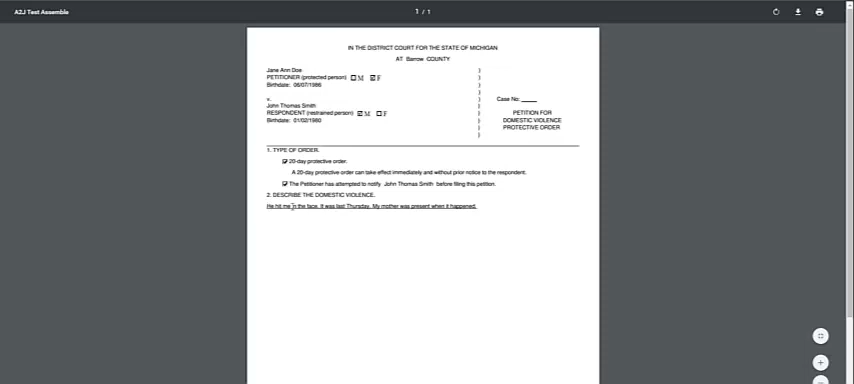 A2J Test Assemble
1 / 1
IN THE DISTRICT COURT FOR THE STATE OF MICHIGAN
AT Barrow COUNTY
Jane Ann Doe
PETITIONER (protected person) ☐ M ☑ F
Birthdate: 06/07/1986
v.
John Thomas Smith
RESPONDENT (restrained person) ☑ M ☐ F
Birthdate: 01/02/1980
)
)
)
)
)
)
)
)
)
Case No: _____
PETITION FOR
DOMESTIC VIOLENCE
PROTECTIVE ORDER
1. TYPE OF ORDER.
☑ 20-day protective order.
A 20-day protective order can take effect immediately and without prior notice to the respondent.
☑ The Petitioner has attempted to notify John Thomas Smith before filing this petition.
2. DESCRIBE THE DOMESTIC VIOLENCE.
He hit me in the face. It was last Thursday. My mother was present when it happened.